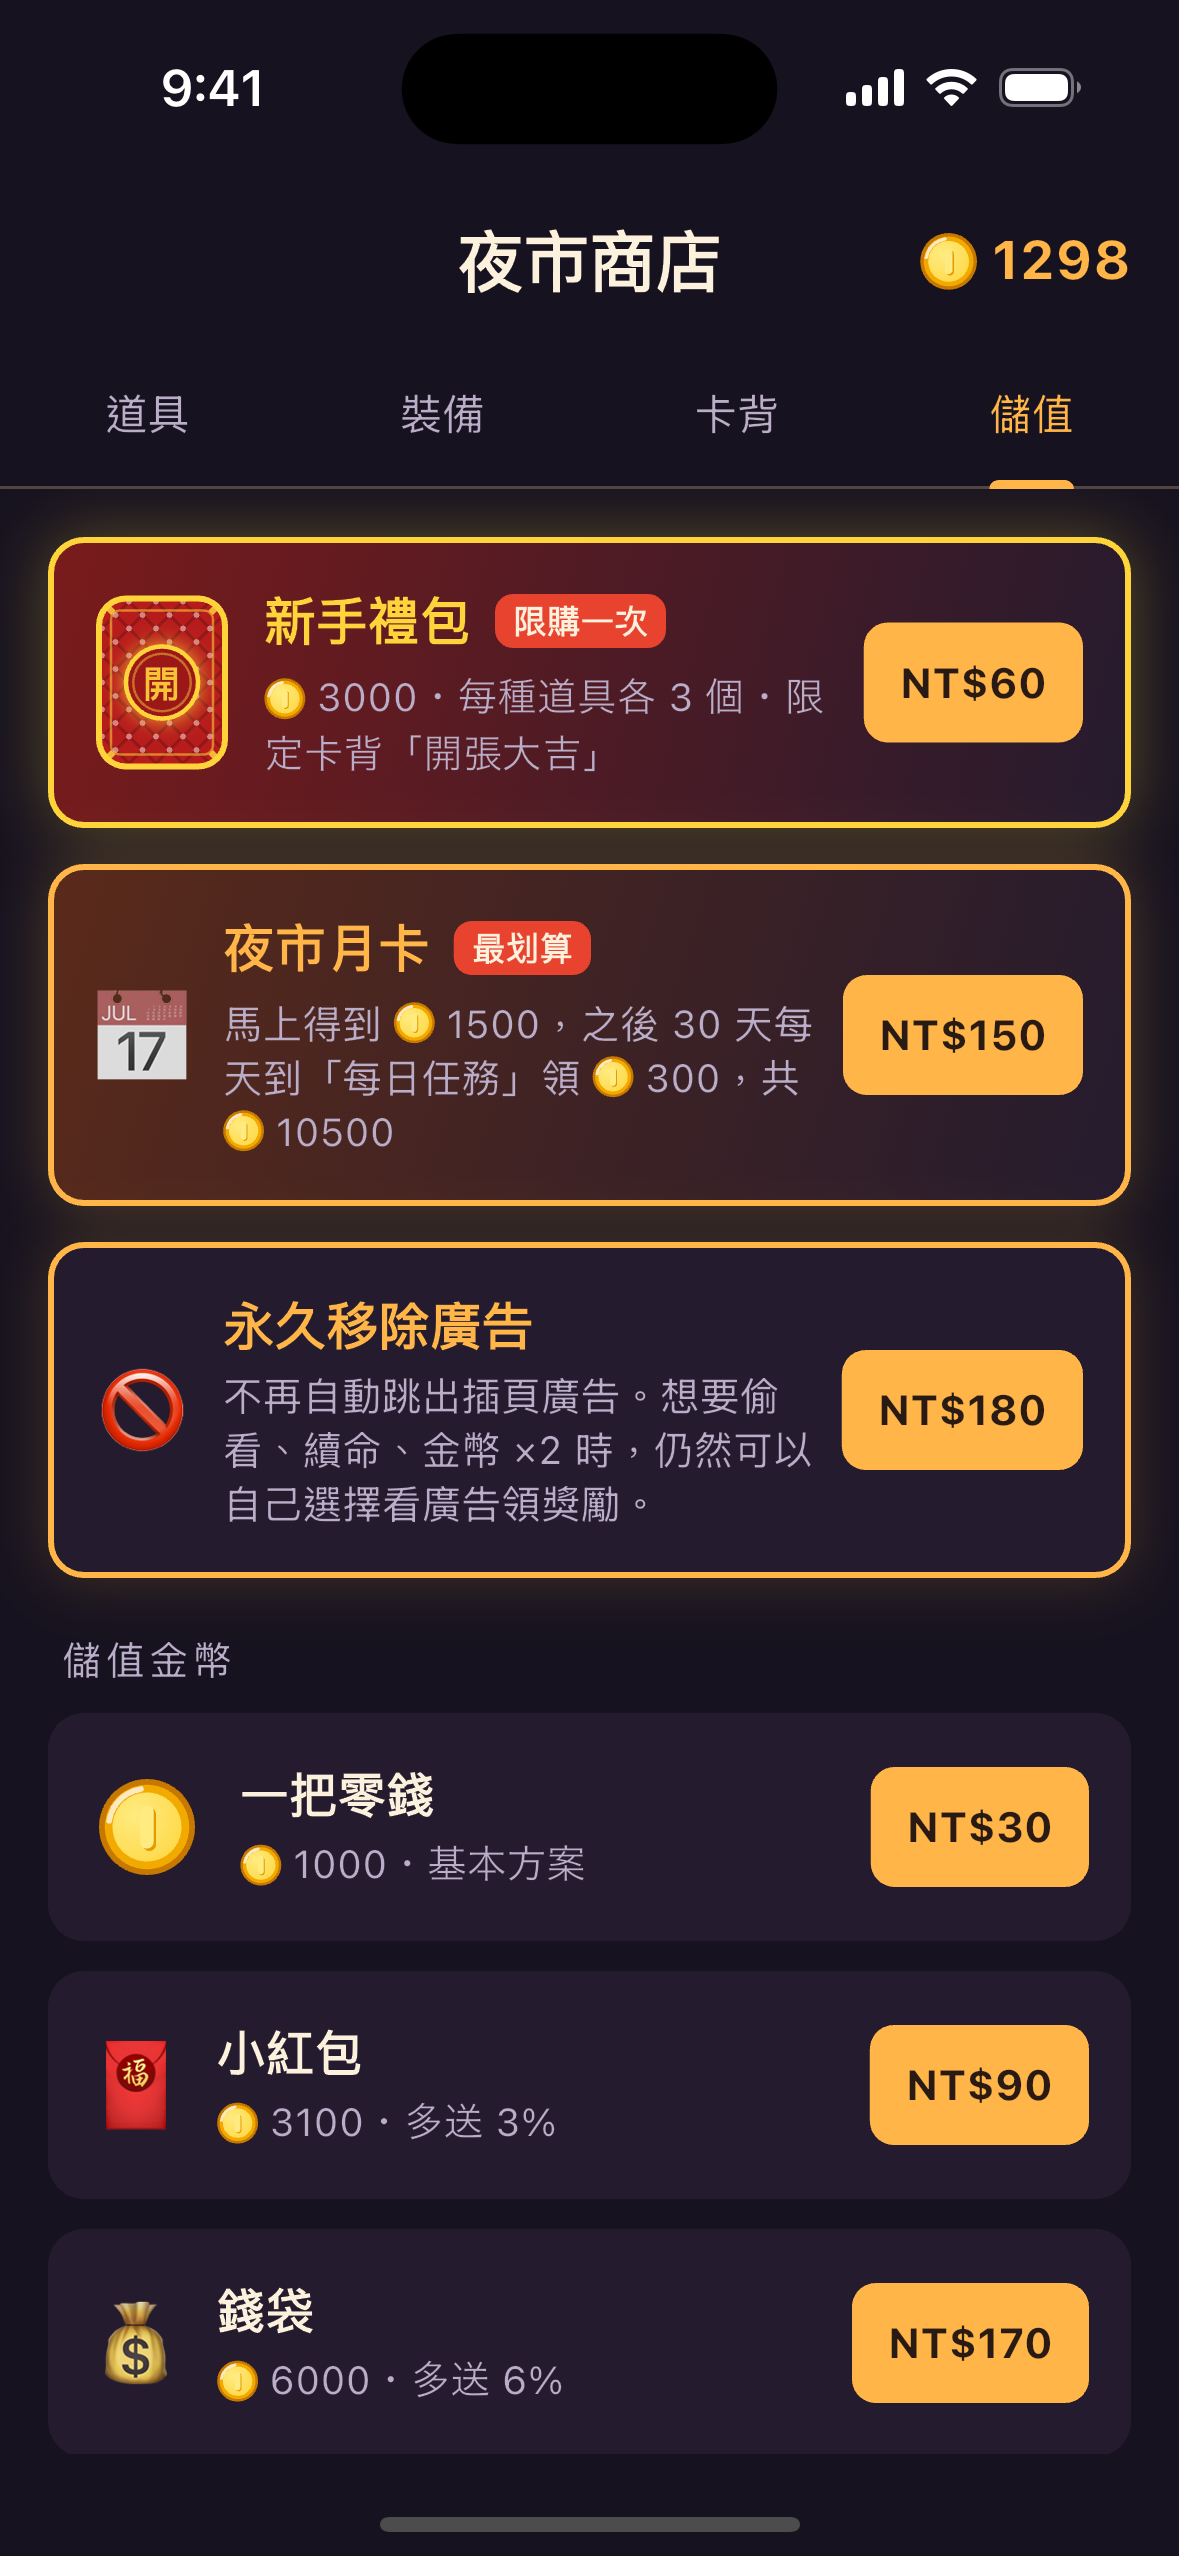 9:41
夜市商店
1298
道具
裝備
卡背
儲值
開
新手禮包
限購一次
3000・每種道具各 3 個・限
定卡背「開張大吉」
NT$60
JUL
17
夜市月卡
最划算
馬上得到 1500，之後 30 天每
天到「每日任務」領 300，共
10500
NT$150
永久移除廣告
不再自動跳出插頁廣告。想要偷
看、續命、金幣 ×2 時，仍然可以
自己選擇看廣告領獎勵。
NT$180
儲值金幣
一把零錢
1000・基本方案
NT$30
福
小紅包
3100・多送 3%
NT$90
$
錢袋
6000・多送 6%
NT$170